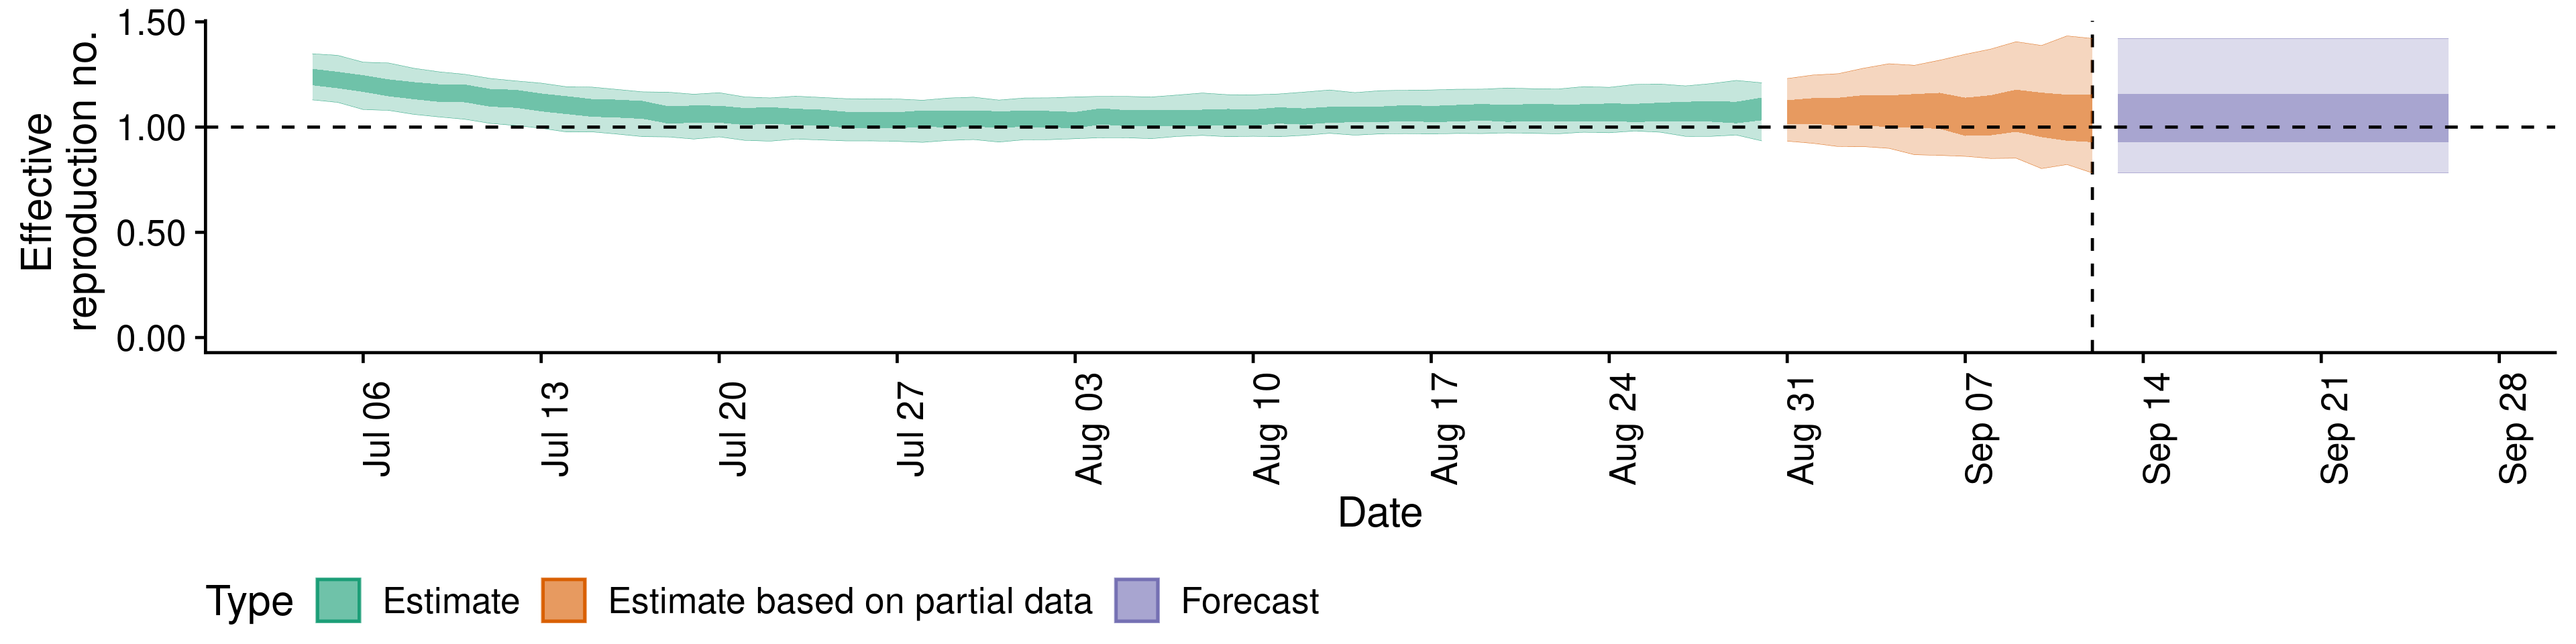 Effective
reproduction no.
1.50
1.00
0.50
0.00
Jul 06
Jul 13
Jul 20
Jul 27
Aug 03
Aug 10
Aug 17
Aug 24
Aug 31
Sep 07
Sep 14
Sep 21
Sep 28
Date
Type Estimate Estimate based on partial data Forecast